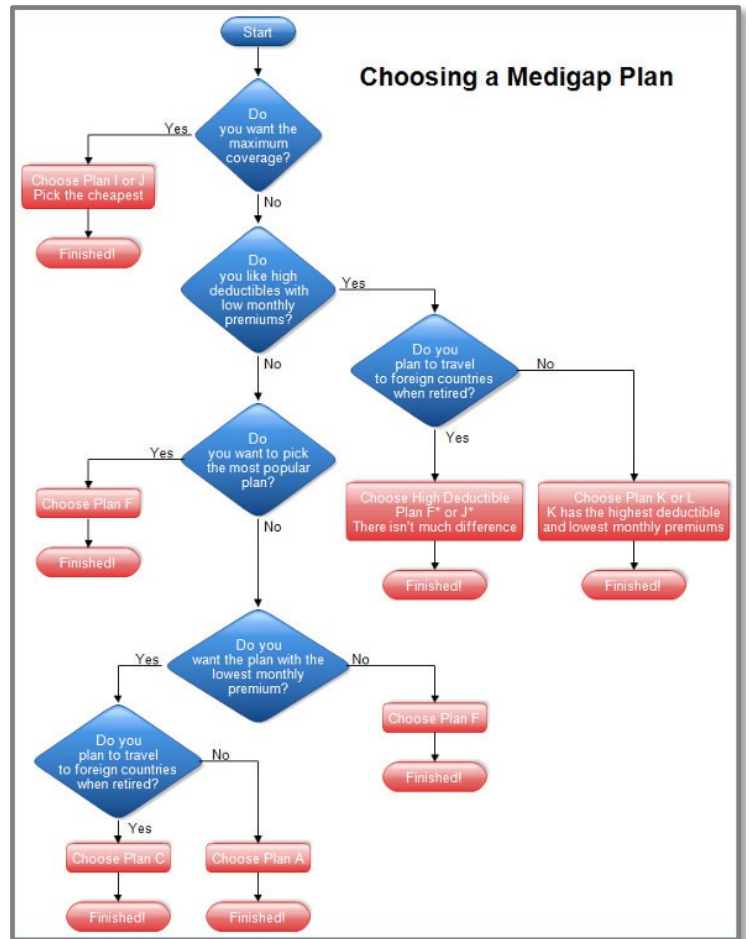 Start
Choosing a Medigap Plan
Do
you want the
maximum
coverage?
Yes
No
Choose Plan I or J
Pick the cheapest
Finished!
Do
you like high
deductibles with
low monthly
premiums?
Yes
No
Do you
plan to travel
to foreign countries
when retired?
No
Yes
Do
you want to pick
the most popular
plan?
Yes
No
Choose Plan F
Finished!
Choose High Deductible
Plan F* or J*
There isn't much difference
Finished!
Choose Plan K or L
K has the highest deductible
and lowest monthly premiums
Finished!
Do you
want the plan with the
lowest monthly
premium?
Yes
No
Choose Plan F
Finished!
Do you
plan to travel
to foreign countries
when retired?
No
Yes
Choose Plan C
Finished!
Choose Plan A
Finished!